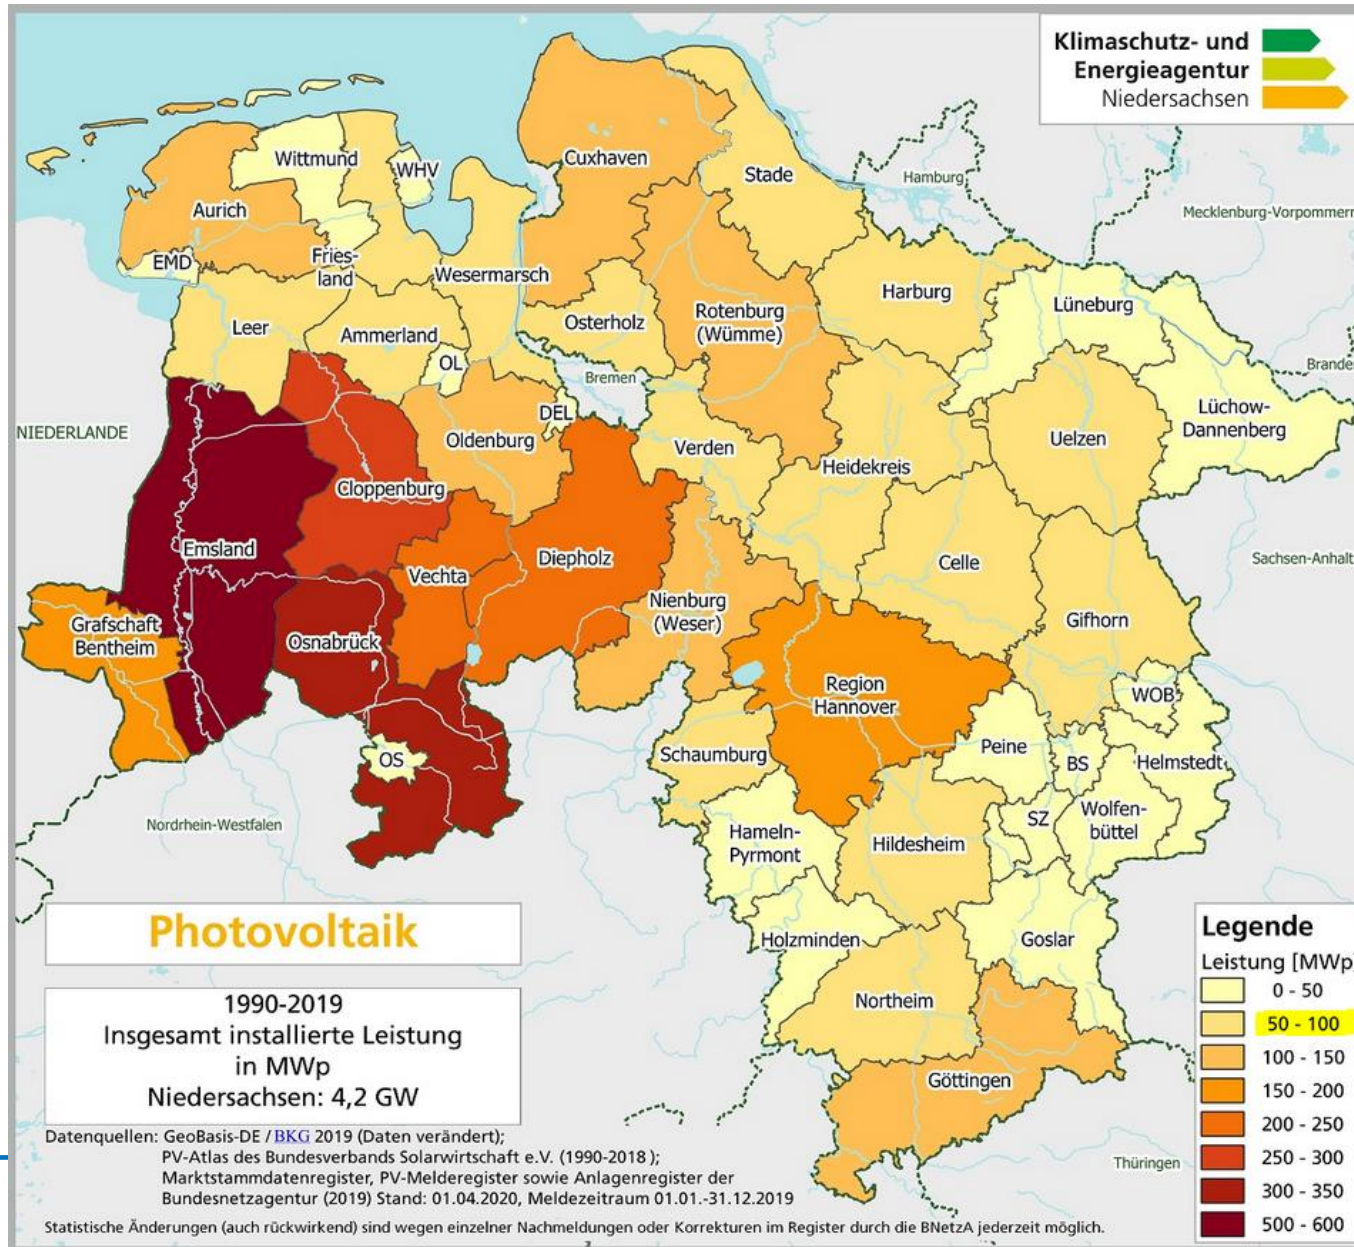 Klimaschutz- und
Energieagentur
Niedersachsen
Wittmund
WHV
Cuxhaven
Stade
Hamburg
Mecklenburg-Vorpommern
Aurich
EMD
Fries-
land
Wesermarsch
Harburg
Lüneburg
Leer
Ammerland
Osterholz
Rotenburg
(Wümme)
OL
Bremen
Brande
NIEDERLANDE
DEL
Oldenburg
Verden
Heidekreis
Uelzen
Lüchow-
Dannenberg
Cloppenburg
Emsland
Vechta
Diepholz
Celle
Sachsen-Anhalt
Grafschaft
Bentheim
Osnabrück
Nienburg
(Weser)
Gifhorn
Region
Hannover
WOB
Schaumburg
Peine
BS
Helmstedt
OS
Nordrhein-Westfalen
Hameln-
Pyrmont
Hildesheim
SZ
Wolfen-
büttel
Holzminden
Goslar
Northeim
Göttingen
Thüringen
Photovoltaik
1990-2019
Insgesamt installierte Leistung
in MWp
Niedersachsen: 4,2 GW
Datenquellen: GeoBasis-DE / BKG 2019 (Daten verändert);
PV-Atlas des Bundesverbands Solarwirtschaft e.V. (1990-2018 );
Marktstammdatenregister, PV-Melderegister sowie Anlagenregister der
Bundesnetzagentur (2019) Stand: 01.04.2020, Meldezeitraum 01.01.-31.12.2019
Statistische Änderungen (auch rückwirkend) sind wegen einzelner Nachmeldungen oder Korrekturen im Register durch die BNetzA jederzeit möglich.
Legende
Leistung [MWp]
0 - 50
50 - 100
100 - 150
150 - 200
200 - 250
250 - 300
300 - 350
500 - 600